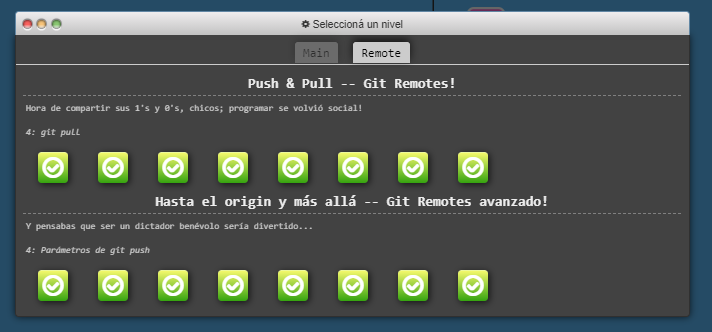 Seleccioná un nivel
Main Remote
Push & Pull -- Git Remotes!
Hora de compartir sus 1's y 0's, chicos; programar se volvió social!
4: git pull
Hasta el origin y más allá -- Git Remotes avanzado!
Y pensabas que ser un dictador benévolo sería divertido...
4: Parámetros de git push